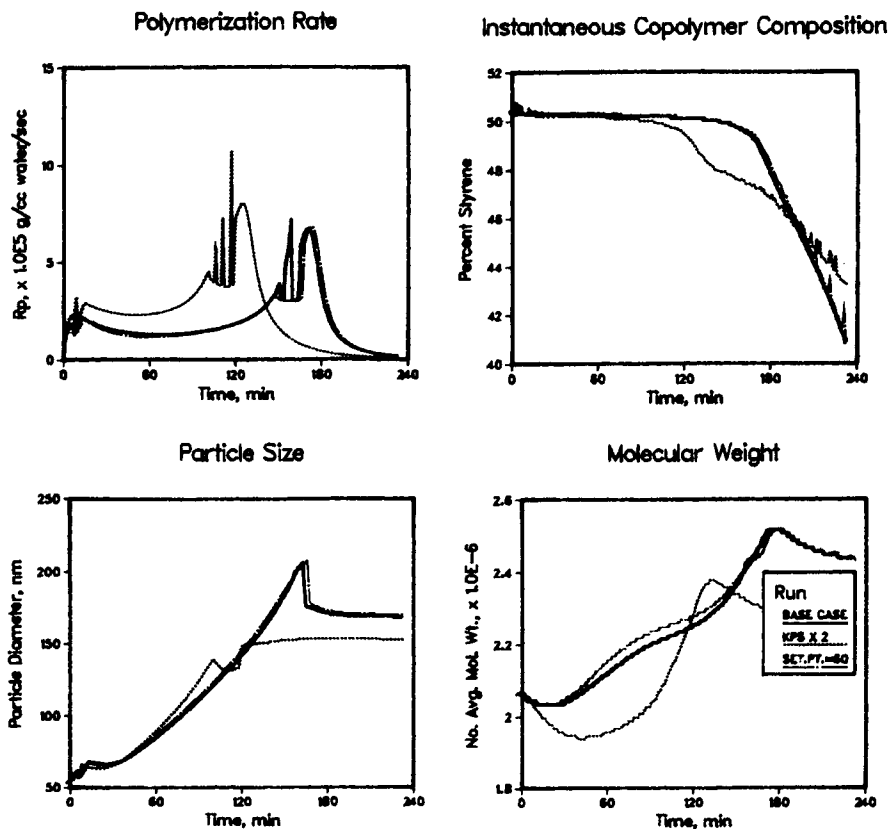 Polymerization Rate
Instantaneous Copolymer Composition
Rp, x 1.0E5 g/cc water/sec
15
10
5
0
0 60 120 180 240
Time, min
Percent Styrene
52
50
48
46
44
42
40
0 60 120 180 240
Time, min
Particle Size
Molecular Weight
Particle Diameter, nm
250
200
150
100
50
0 60 120 180 240
Time, min
No. Avg. Mol. Wt., x 1.0E-6
2.6
2.4
2.2
2
1.8
0 60 120 180 240
Time, min
Run
BASE CASE
KPS X 2
SET.PT.=60